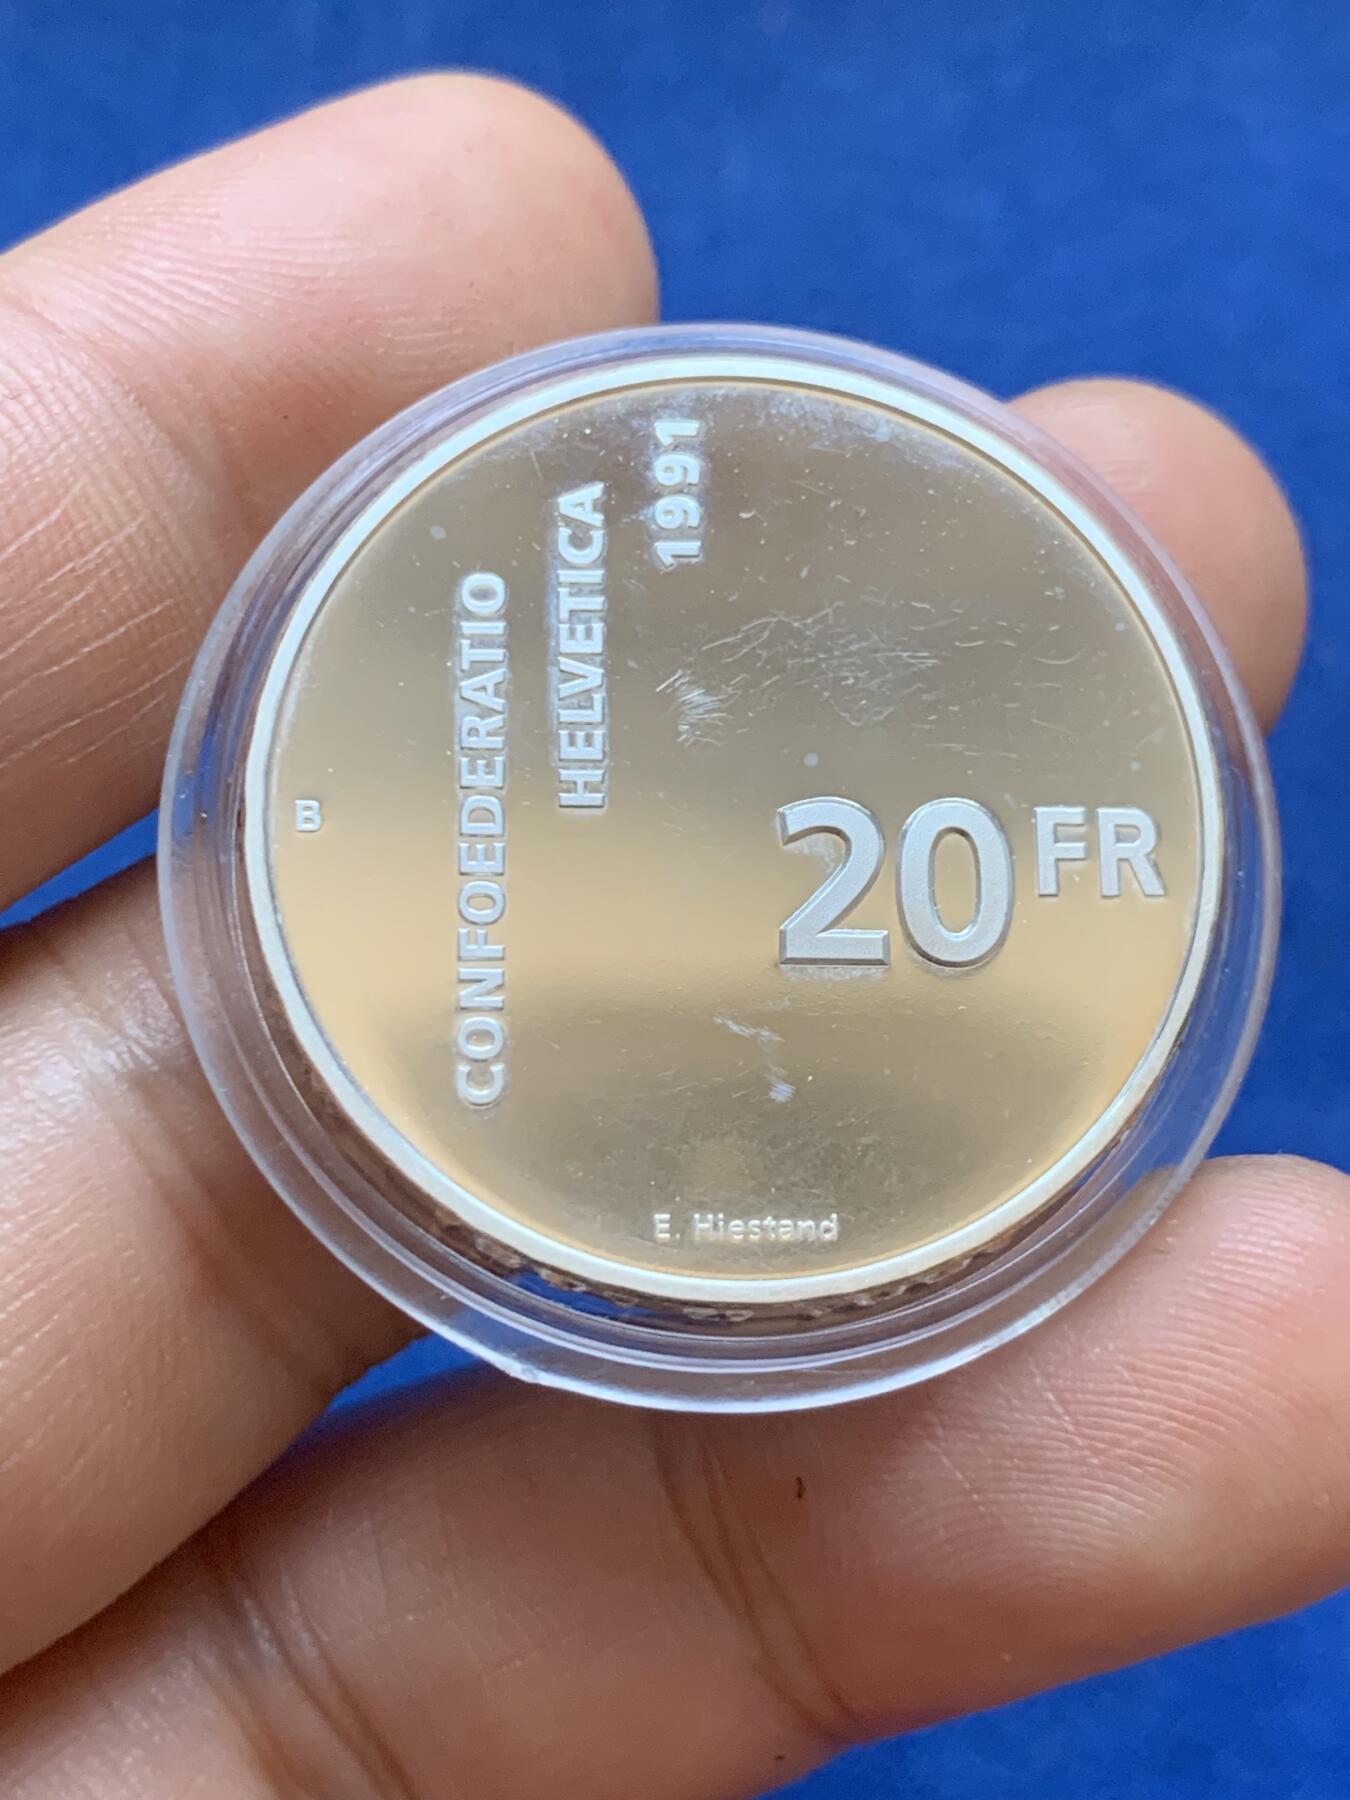 CONFOEDERATIO
HELVETICA
1991
B
20 FR
E. Hiestand